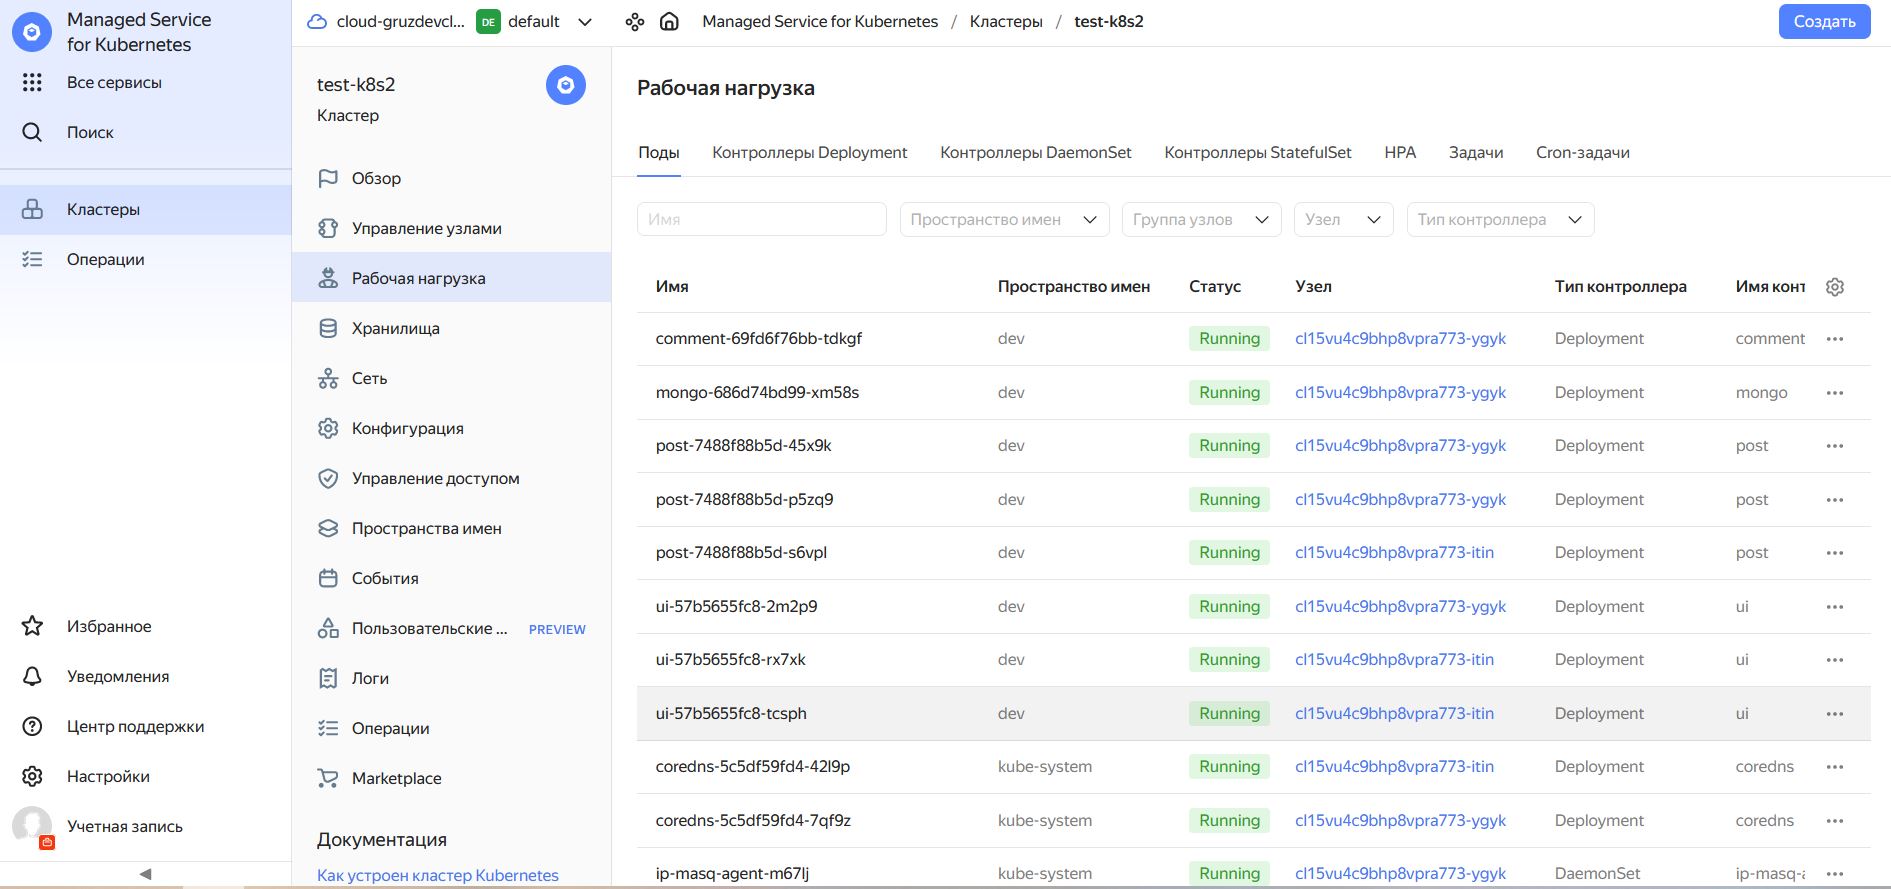 Managed Service
for Kubernetes
Все сервисы
Поиск
Кластеры
Операции
Избранное
Уведомления
Центр поддержки
Настройки
Учетная запись
cloud-gruzdevcl... DE default
Managed Service for Kubernetes / Кластеры / test-k8s2
Создать
test-k8s2
Кластер
Обзор
Управление узлами
Рабочая нагрузка
Хранилища
Сеть
Конфигурация
Управление доступом
Пространства имен
События
Пользовательские ... PREVIEW
Логи
Операции
Marketplace
Документация
Как устроен кластер Kubernetes
Рабочая нагрузка
Поды Контроллеры Deployment Контроллеры DaemonSet Контроллеры StatefulSet HPA Задачи Cron-задачи
Имя Пространство имен Группа узлов Узел Тип контроллера
Имя Пространство имен Статус Узел Тип контроллера Имя конт
comment-69fd6f76bb-tdkgf dev Running cl15vu4c9bhp8vpra773-ygyk Deployment comment
mongo-686d74bd99-xm58s dev Running cl15vu4c9bhp8vpra773-ygyk Deployment mongo
post-7488f88b5d-45x9k dev Running cl15vu4c9bhp8vpra773-ygyk Deployment post
post-7488f88b5d-p5zq9 dev Running cl15vu4c9bhp8vpra773-ygyk Deployment post
post-7488f88b5d-s6vpl dev Running cl15vu4c9bhp8vpra773-itin Deployment post
ui-57b5655fc8-2m2p9 dev Running cl15vu4c9bhp8vpra773-ygyk Deployment ui
ui-57b5655fc8-rx7xk dev Running cl15vu4c9bhp8vpra773-itin Deployment ui
ui-57b5655fc8-tcsph dev Running cl15vu4c9bhp8vpra773-itin Deployment ui
coredns-5c5df59fd4-42l9p kube-system Running cl15vu4c9bhp8vpra773-itin Deployment coredns
coredns-5c5df59fd4-7qf9z kube-system Running cl15vu4c9bhp8vpra773-ygyk Deployment coredns
ip-masq-agent-m67lj kube-system Running cl15vu4c9bhp8vpra773-ygyk DaemonSet ip-masq-a